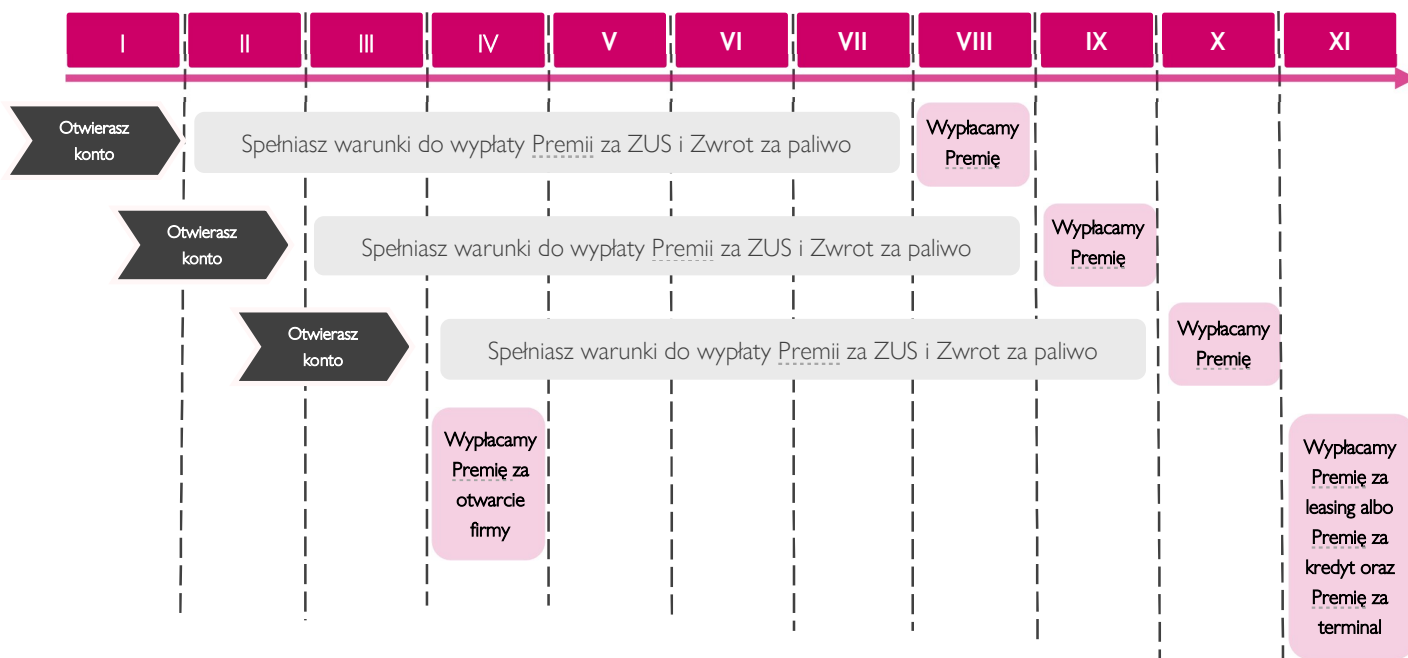 I II III IV V VI VII VIII IX X XI
Otwierasz
konto
Spełniasz warunki do wypłaty Premii za ZUS i Zwrot za paliwo
Wypłacamy
Premię
Otwierasz
konto
Spełniasz warunki do wypłaty Premii za ZUS i Zwrot za paliwo
Wypłacamy
Premię
Otwierasz
konto
Spełniasz warunki do wypłaty Premii za ZUS i Zwrot za paliwo
Wypłacamy
Premię
Wypłacamy
Premię za
otwarcie
firmy
Wypłacamy
Premię za
leasing albo
Premię za
kredyt oraz
Premię za
terminal